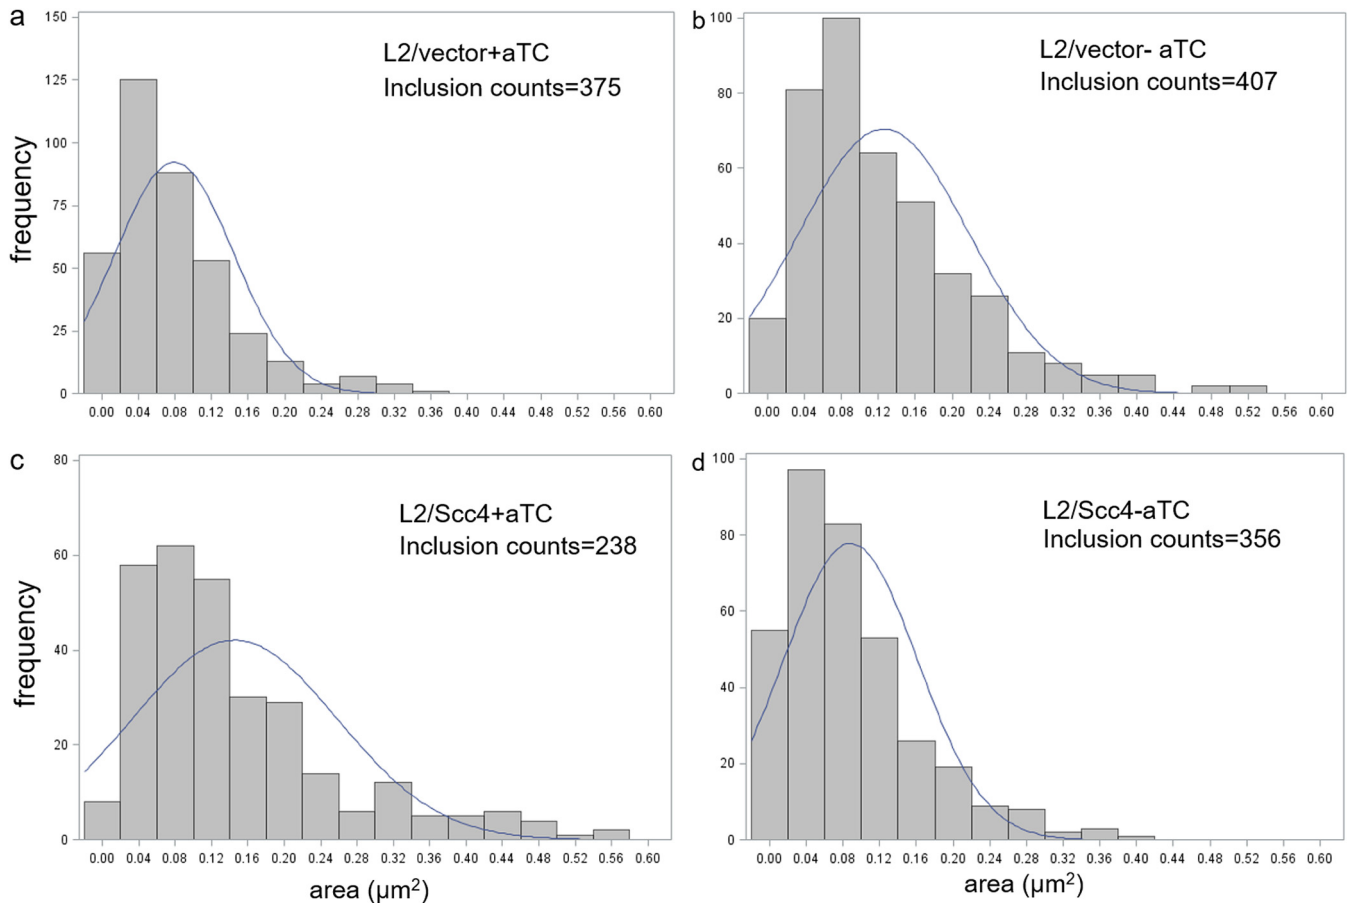 a
150
125
100
75
50
25
0
frequency
L2/vector+aTC
Inclusion counts=375
0.00 0.04 0.08 0.12 0.16 0.20 0.24 0.28 0.32 0.36 0.40 0.44 0.48 0.52 0.56 0.60
b
100
80
60
40
20
0
L2/vector- aTC
Inclusion counts=407
0.00 0.04 0.08 0.12 0.16 0.20 0.24 0.28 0.32 0.36 0.40 0.44 0.48 0.52 0.56 0.60
c
80
60
40
20
0
frequency
L2/Scc4+aTC
Inclusion counts=238
0.00 0.04 0.08 0.12 0.16 0.20 0.24 0.28 0.32 0.36 0.40 0.44 0.48 0.52 0.56 0.60
area (µm²)
d
100
80
60
40
20
0
L2/Scc4-aTC
Inclusion counts=356
0.00 0.04 0.08 0.12 0.16 0.20 0.24 0.28 0.32 0.36 0.40 0.44 0.48 0.52 0.56 0.60
area (µm²)